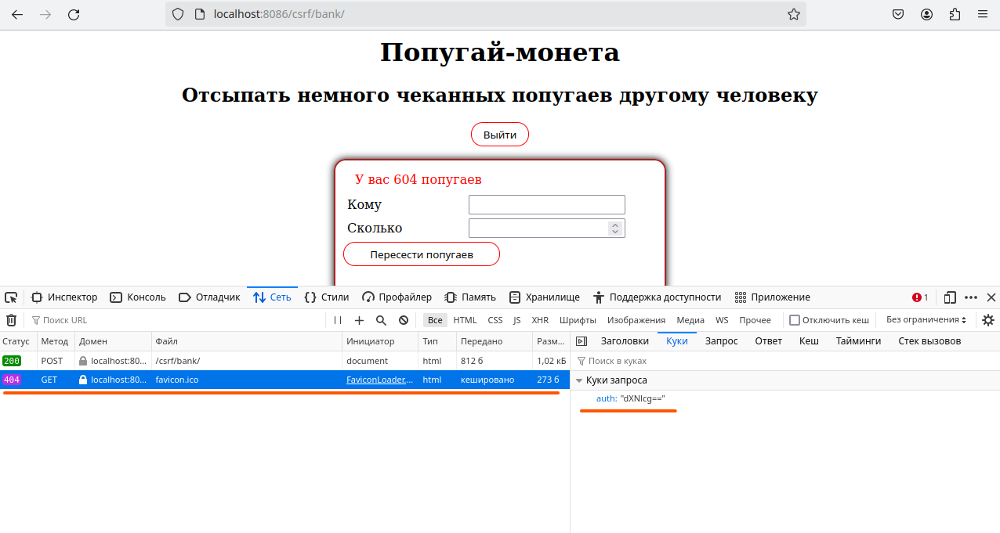 localhost:8086/csrf/bank/
Попугай-монета
Отсыпать немного чеканных попугаев другому человеку
Выйти
У вас 604 попугаев
Кому
Сколько
Пересести попугаев
Инспектор Консоль Отладчик Сеть Стили Профайлер Память Хранилище Поддержка доступности Приложение 1
Поиск URL Все HTML CSS JS XHR Шрифты Изображения Медиа WS Прочее Отключить кеш Без ограничения
Статус Метод Домен Файл Инициатор Тип Передано Разм... Заголовки Куки Запрос Ответ Кеш Тайминги Стек вызовов
200 POST localhost:80... /csrf/bank/ document html 812 б 1,02 кБ Поиск в куках
404 GET localhost:80... favicon.ico FaviconLoader.... html кешировано 273 б Куки запроса
auth: "dXNlcg=="